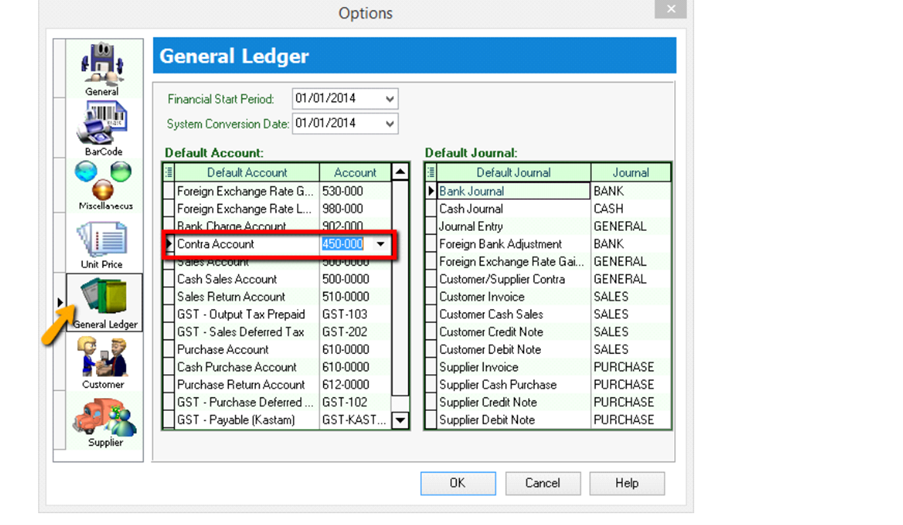 Options
×
General
BarCode
Miscellaneous
Unit Price
General Ledger
Customer
Supplier
General Ledger
Financial Start Period: 01/01/2014
System Conversion Date: 01/01/2014
Default Account:
Default Account Account
Foreign Exchange Rate G... 530-000
Foreign Exchange Rate L... 980-000
Bank Charge Account 902-000
Contra Account 450-000
Sales Account 500-0000
Cash Sales Account 500-0000
Sales Return Account 510-0000
GST - Output Tax Prepaid GST-103
GST - Sales Deferred Tax GST-202
Purchase Account 610-0000
Cash Purchase Account 610-0000
Purchase Return Account 612-0000
GST - Purchase Deferred ... GST-102
GST - Payable (Kastam) GST-KAST...
Default Journal:
Default Journal Journal
Bank Journal BANK
Cash Journal CASH
Journal Entry GENERAL
Foreign Bank Adjustment BANK
Foreign Exchange Rate Gai... GENERAL
Customer/Supplier Contra GENERAL
Customer Invoice SALES
Customer Cash Sales SALES
Customer Credit Note SALES
Customer Debit Note SALES
Supplier Invoice PURCHASE
Supplier Cash Purchase PURCHASE
Supplier Credit Note PURCHASE
Supplier Debit Note PURCHASE
OK Cancel Help